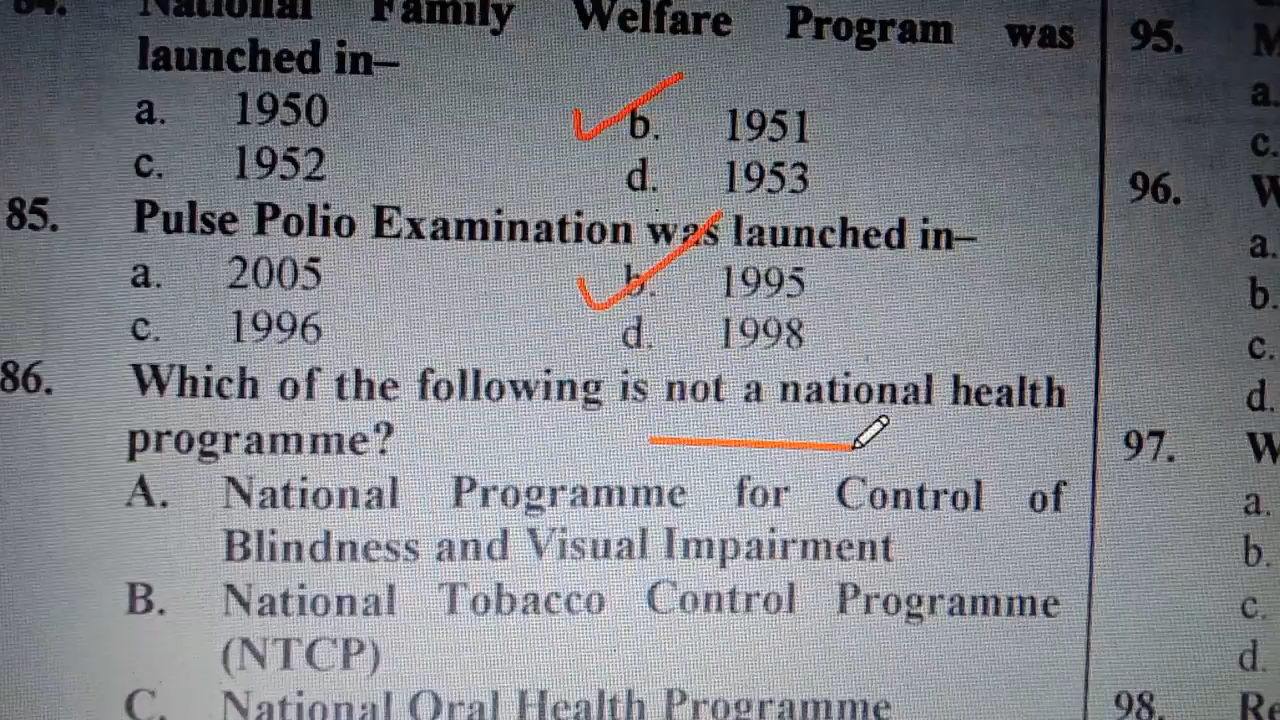 84. National Family Welfare Program was
launched in–
a. 1950 b. 1951
c. 1952 d. 1953
85. Pulse Polio Examination was launched in–
a. 2005 b. 1995
c. 1996 d. 1998
86. Which of the following is not a national health
programme?
A. National Programme for Control of
Blindness and Visual Impairment
B. National Tobacco Control Programme
(NTCP)
C. National Oral Health Programme
95.
a.
c.
96.
a.
b.
c.
d.
97.
a.
b.
c.
d.
98.